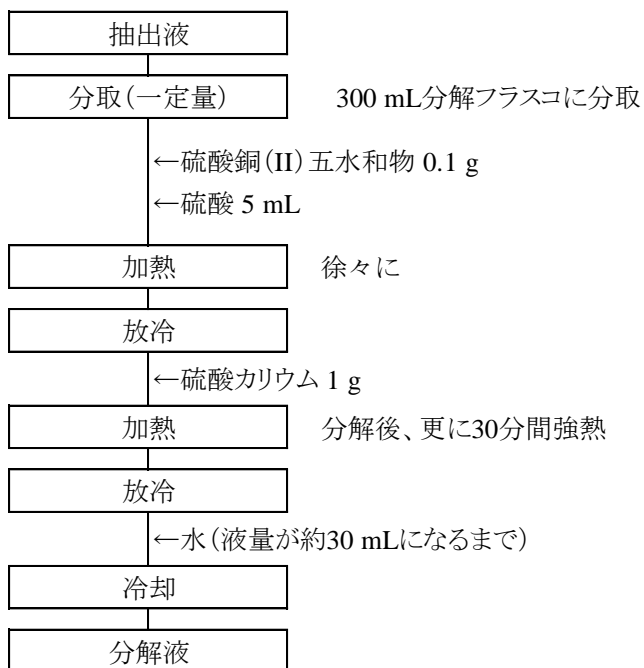 抽出液
分取(一定量) 300 mL分解フラスコに分取
←硫酸銅(II)五水和物 0.1 g
←硫酸 5 mL
加熱 徐々に
放冷
←硫酸カリウム 1 g
加熱 分解後、更に30分間強熱
放冷
←水(液量が約30 mLになるまで)
冷却
分解液